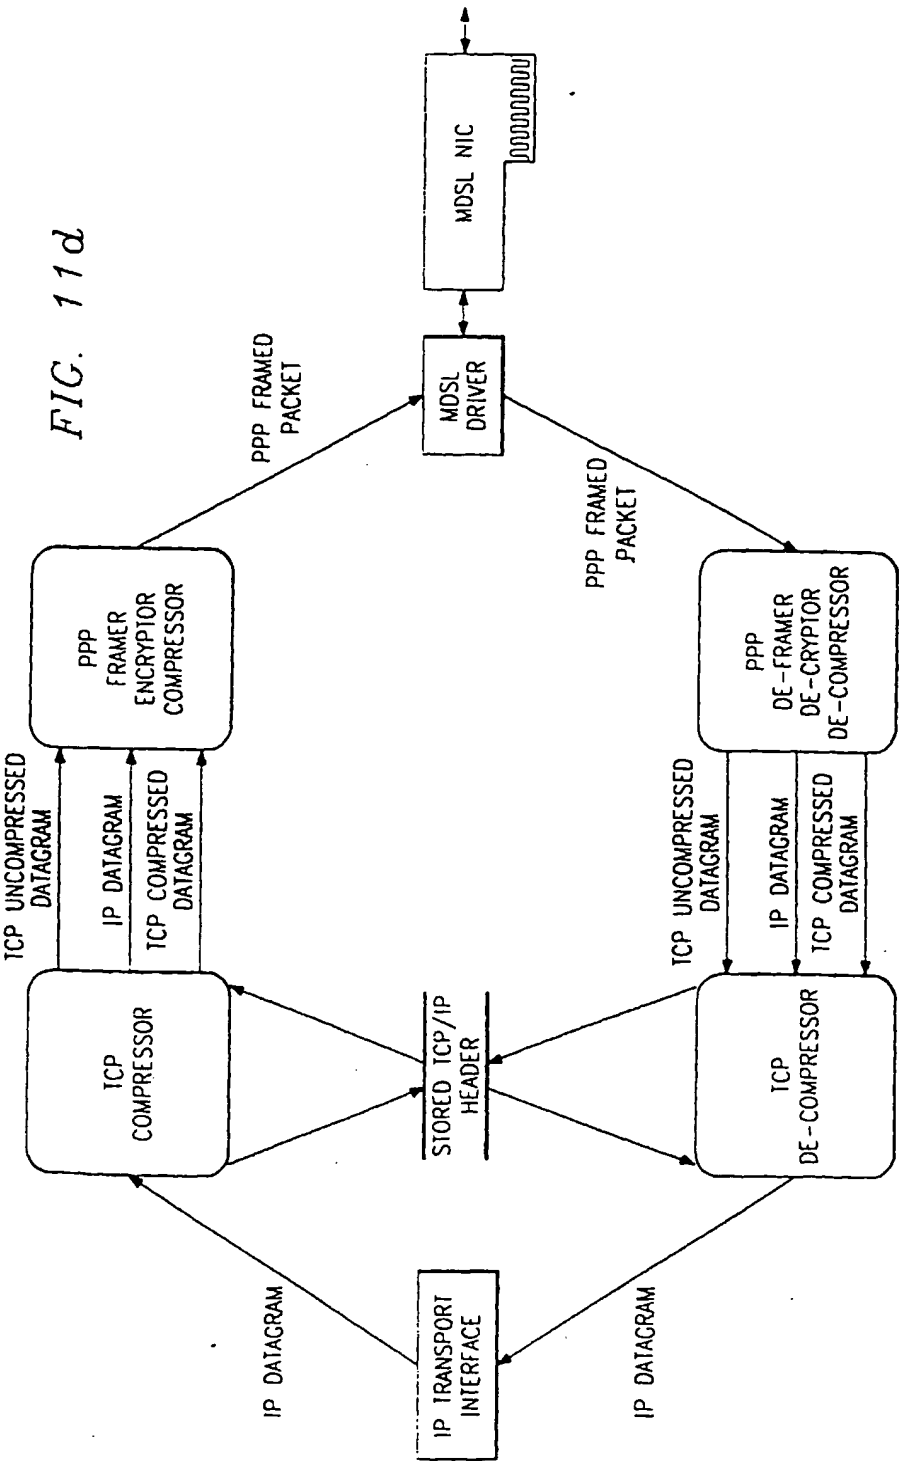 FIG. 11d
IP DATAGRAM
TCP
COMPRESSOR
TCP UNCOMPRESSED
DATAGRAM
IP DATAGRAM
TCP COMPRESSED
DATAGRAM
PPP
FRAMER
ENCRYPTOR
COMPRESSOR
PPP FRAMED
PACKET
IP TRANSPORT
INTERFACE
STORED TCP/IP
HEADER
MDSL
DRIVER
MDSL NIC
IP DATAGRAM
TCP
DE-COMPRESSOR
TCP UNCOMPRESSED
DATAGRAM
IP DATAGRAM
TCP COMPRESSED
DATAGRAM
PPP
DE-FRAMER
DE-CRYPTOR
DE-COMPRESSOR
PPP FRAMED
PACKET